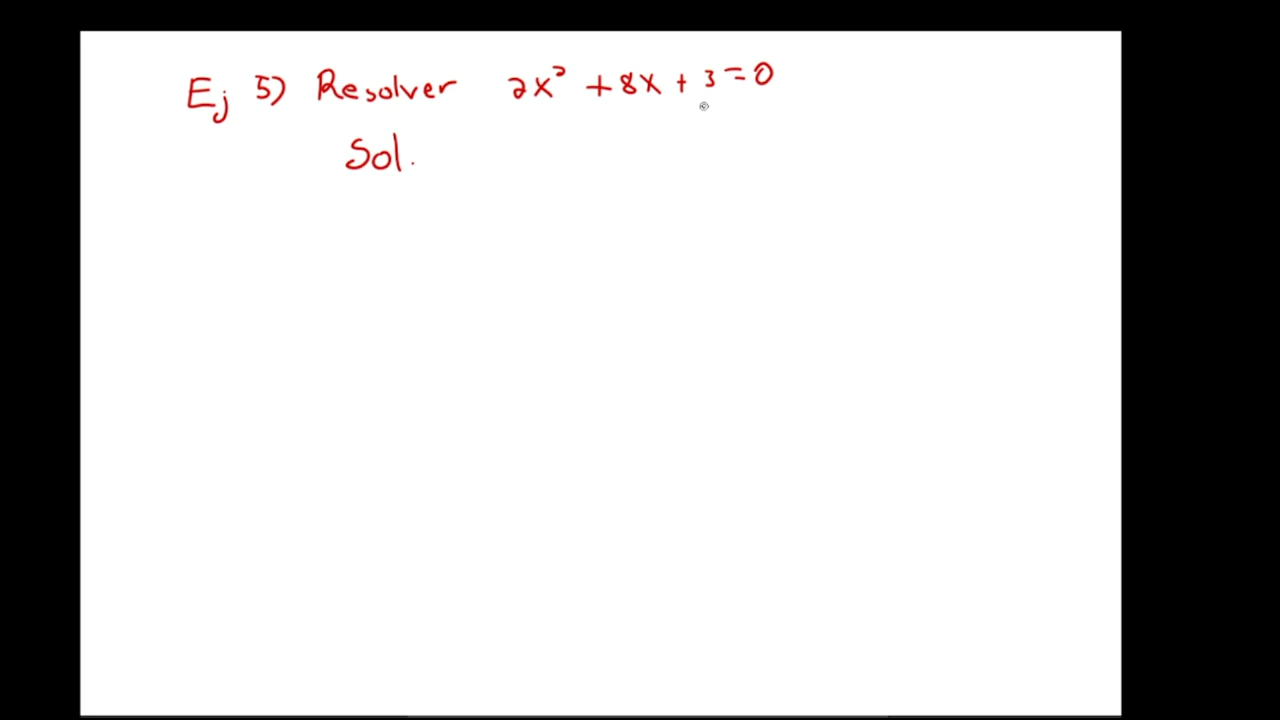 Ej 5) Resolver 2x² + 8x + 3 = 0
Sol.